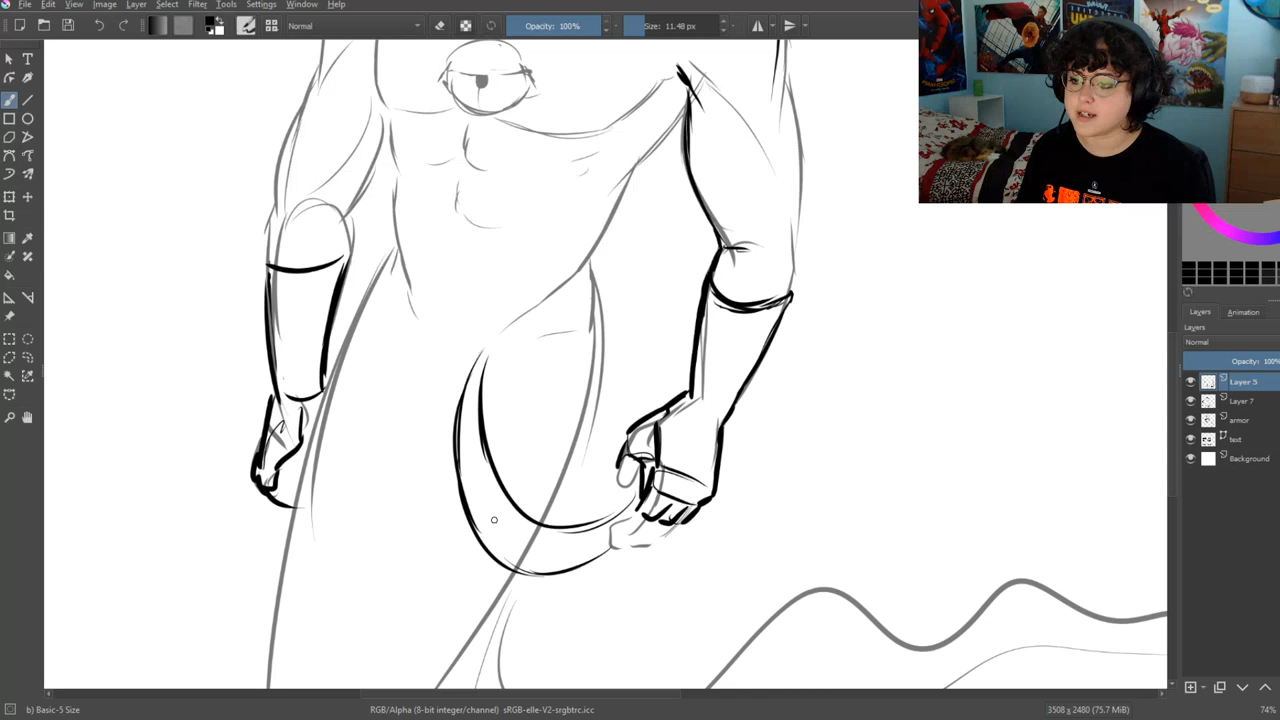 File Edit View Image Layer Select Filter Tools Settings Window Help
Normal Opacity: 100% Size: 11.48 px
Layers Animation
Layers
Normal
Opacity: 100%
Layer 5
Layer 7
armor
text
Background
b) Basic-5 Size RGB/Alpha (8-bit integer/channel) sRGB-elle-V2-srgbtrc.icc 3508 x 2480 (75.7 MiB) 74%